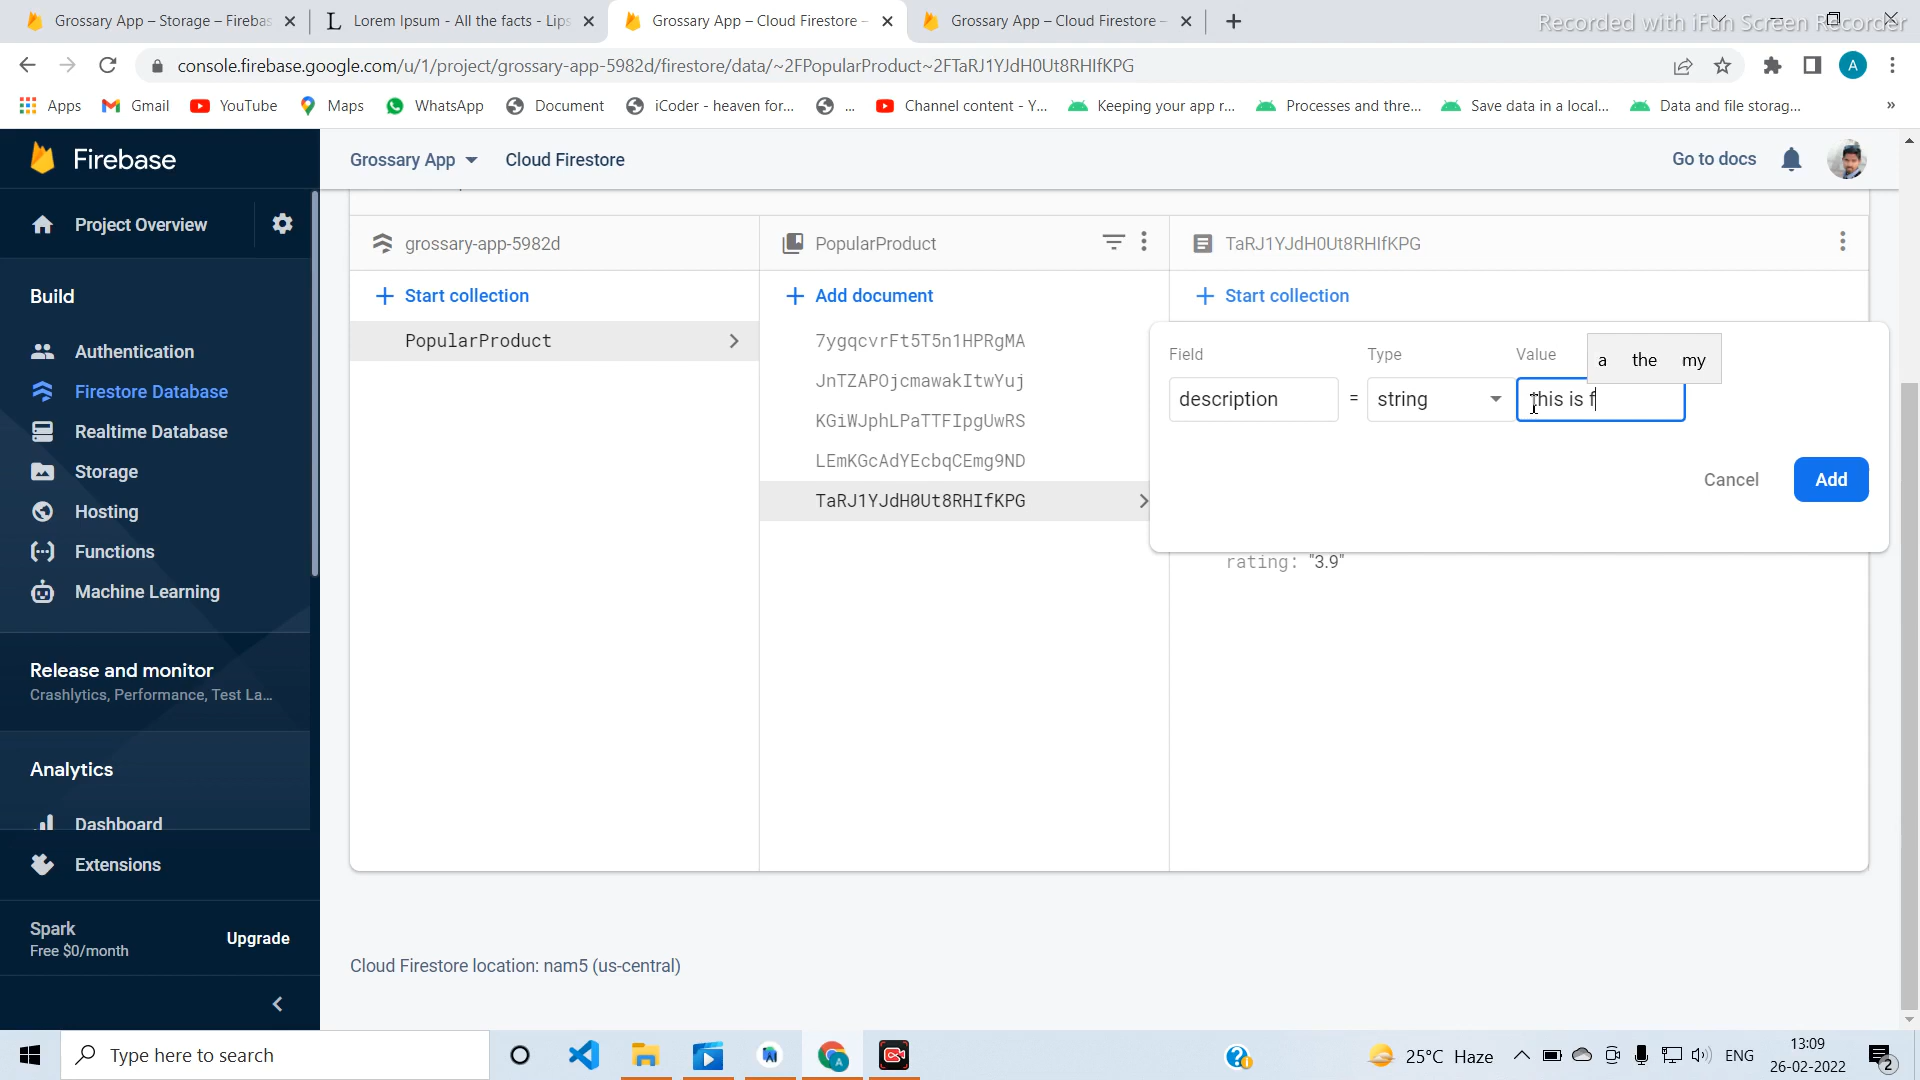 Grossary App – Storage – Firebas
Lorem Ipsum - All the facts - Lips
Grossary App – Cloud Firestore –
Grossary App – Cloud Firestore –
Recorded with iFun Screen Recorder
console.firebase.google.com/u/1/project/grossary-app-5982d/firestore/data/~2FPopularProduct~2FTaRJ1YJdH0Ut8RHIfKPG
A
Apps
Gmail
YouTube
Maps
WhatsApp
Document
iCoder - heaven for...
...
Channel content - Y...
Keeping your app r...
Processes and thre...
Save data in a local...
Data and file storag...
»
Firebase
Grossary App
Cloud Firestore
Go to docs
Project Overview
grossary-app-5982d
PopularProduct
TaRJ1YJdH0Ut8RHIfKPG
Build
Start collection
Add document
Start collection
Authentication
Firestore Database
Realtime Database
Storage
Hosting
Functions
Machine Learning
PopularProduct
7ygqcvrFt5T5n1HPRgMA
JnTZAPOjcmawakItwYuj
KGiWJphLPaTTFIpgUwRS
LEmKGcAdYEcbqCEmg9ND
TaRJ1YJdH0Ut8RHIfKPG
Field
Type
Value
a the my
description
=
string
this is f
Cancel
Add
rating: "3.9"
Release and monitor
Crashlytics, Performance, Test La...
Analytics
Dashboard
Extensions
Spark
Free $0/month
Upgrade
Cloud Firestore location: nam5 (us-central)
Type here to search
25°C Haze
ENG
13:09
26-02-2022
2